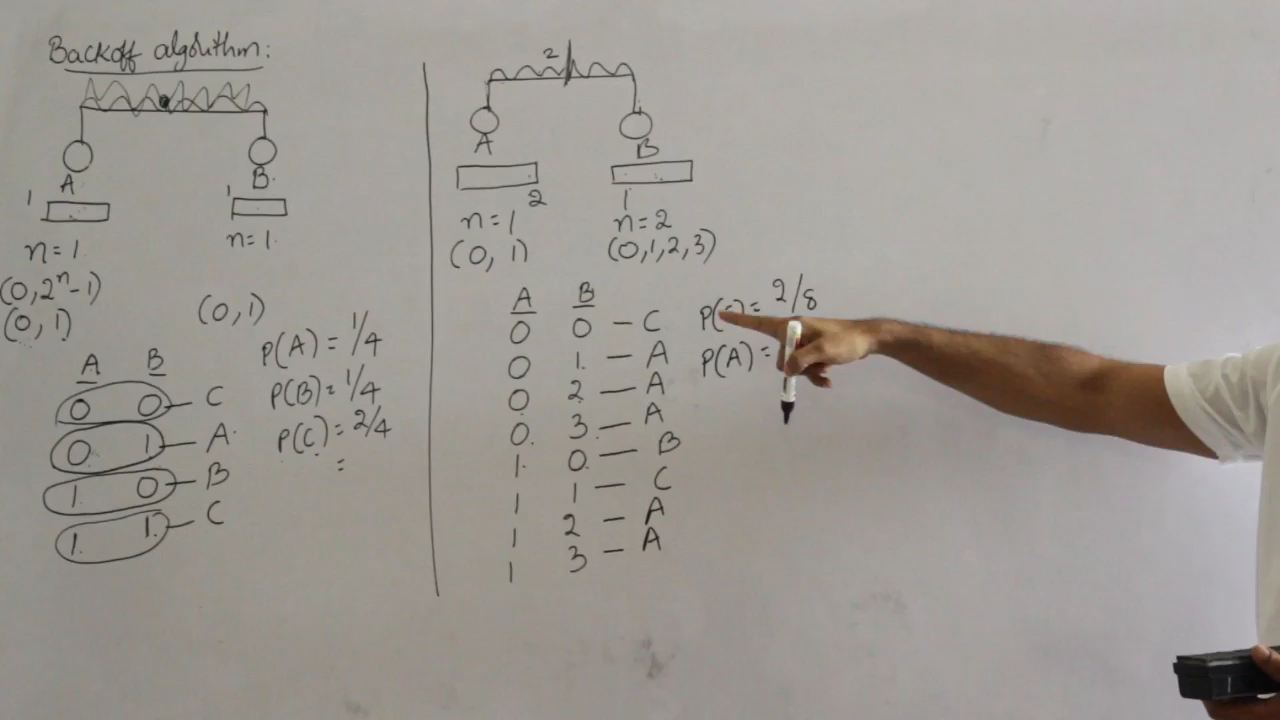 Backoff algorithm:
A
B
1
1
n=1
n=1
(0, 2ⁿ-1)
(0, 1)
(0, 1)
A B
0 0 – C
0 1 – A
1 0 – B
1 1 – C
P(A) = 1/4
P(B) = 1/4
P(C) = 2/4
=
2
A
B
2
1
n=1
n=2
(0, 1)
(0,1,2,3)
A B
0 0 – C
0 1 – A
0 2 – A
0 3 – A
1 0 – B
1 1 – C
1 2 – A
1 3 – A
P( = 2/8
P(A) =